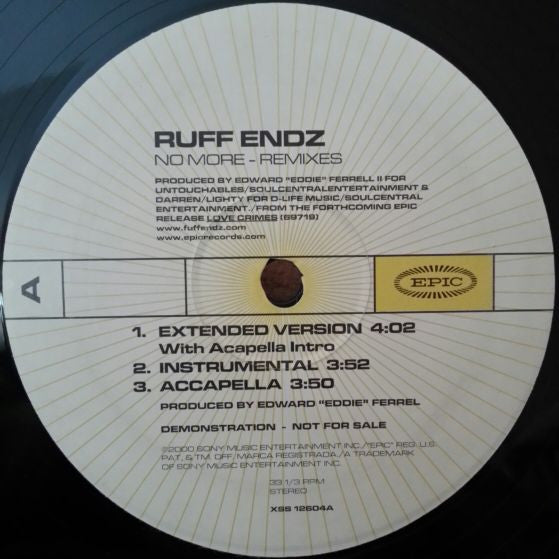 RUFF ENDZ
NO MORE - REMIXES
PRODUCED BY EDWARD "EDDIE" FERRELL II FOR
UNTOUCHABLES/SOULCENTRALENTERTAINMENT &
DARREN/LIGHTY FOR D-LIFE MUSIC/SOULCENTRAL
ENTERTAINMENT./FROM THE FORTHCOMING EPIC
RELEASE LOVE CRIMES (69719)
www.fuffendz.com
www.epicrecords.com
A
EPIC
1. EXTENDED VERSION 4:02
With Acapella Intro
2. INSTRUMENTAL 3:52
3. ACCAPELLA 3:50
PRODUCED BY EDWARD "EDDIE" FERREL
DEMONSTRATION - NOT FOR SALE
©2000 SONY MUSIC ENTERTAINMENT INC./"EPIC" REG. U.S.
PAT. & TM. OFF./MARCA REGISTRADA./A TRADEMARK
OF SONY MUSIC ENTERTAINMENT INC.
33 1/3 RPM
STEREO
XSS 12604A